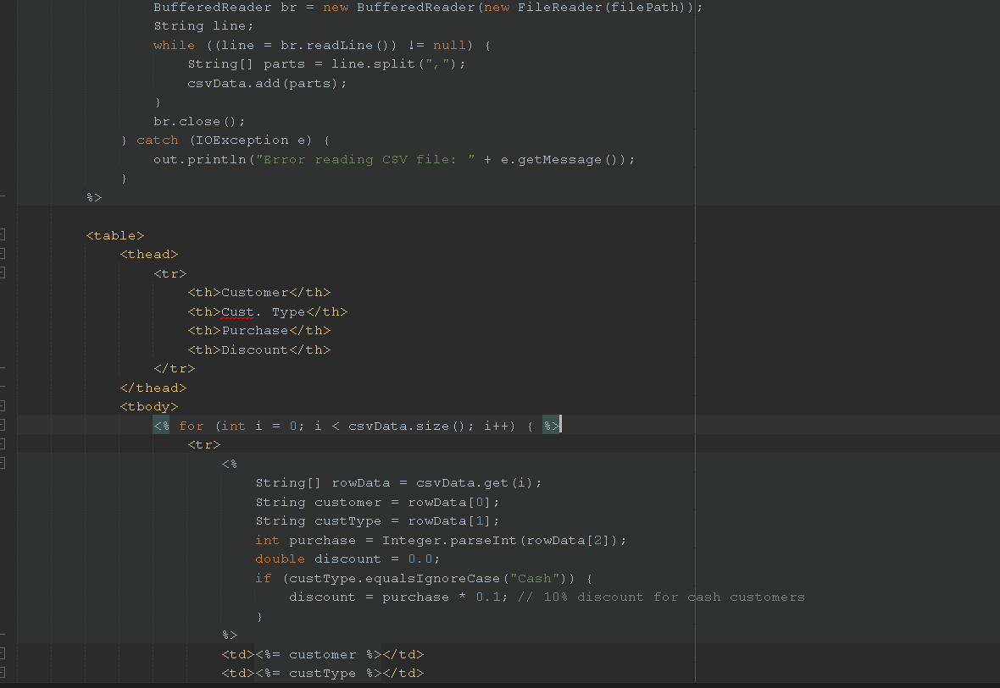 BufferedReader br = new BufferedReader(new FileReader(filePath));
String line;
while ((line = br.readLine()) != null) {
String[] parts = line.split(",");
csvData.add(parts);
}
br.close();
} catch (IOException e) {
out.println("Error reading CSV file: " + e.getMessage());
}
%>
<table>
<thead>
<tr>
<th>Customer</th>
<th>Cust. Type</th>
<th>Purchase</th>
<th>Discount</th>
</tr>
</thead>
<tbody>
<% for (int i = 0; i < csvData.size(); i++) { %>
<tr>
<%
String[] rowData = csvData.get(i);
String customer = rowData[0];
String custType = rowData[1];
int purchase = Integer.parseInt(rowData[2]);
double discount = 0.0;
if (custType.equalsIgnoreCase("Cash")) {
discount = purchase * 0.1; // 10% discount for cash customers
}
%>
<td><%= customer %></td>
<td><%= custType %></td>